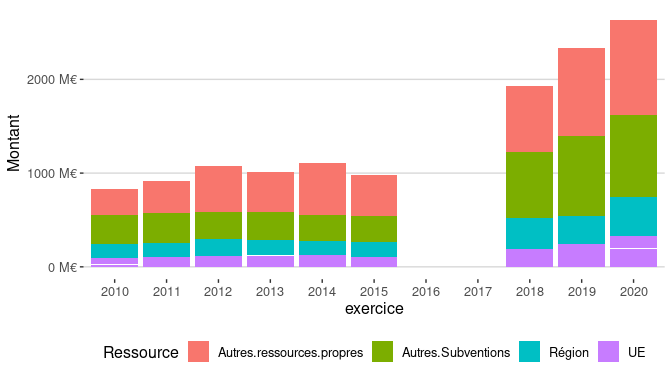 Montant
2000 M€
1000 M€
0 M€
2010 2011 2012 2013 2014 2015 2016 2017 2018 2019 2020
exercice
Ressource Autres.ressources.propres Autres.Subventions Région UE